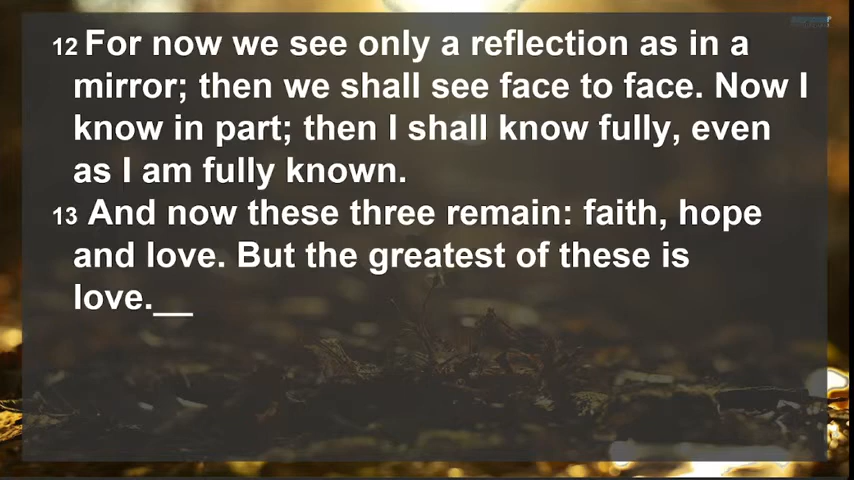 12 For now we see only a reflection as in a
mirror; then we shall see face to face. Now I
know in part; then I shall know fully, even
as I am fully known.
13 And now these three remain: faith, hope
and love. But the greatest of these is
love.__